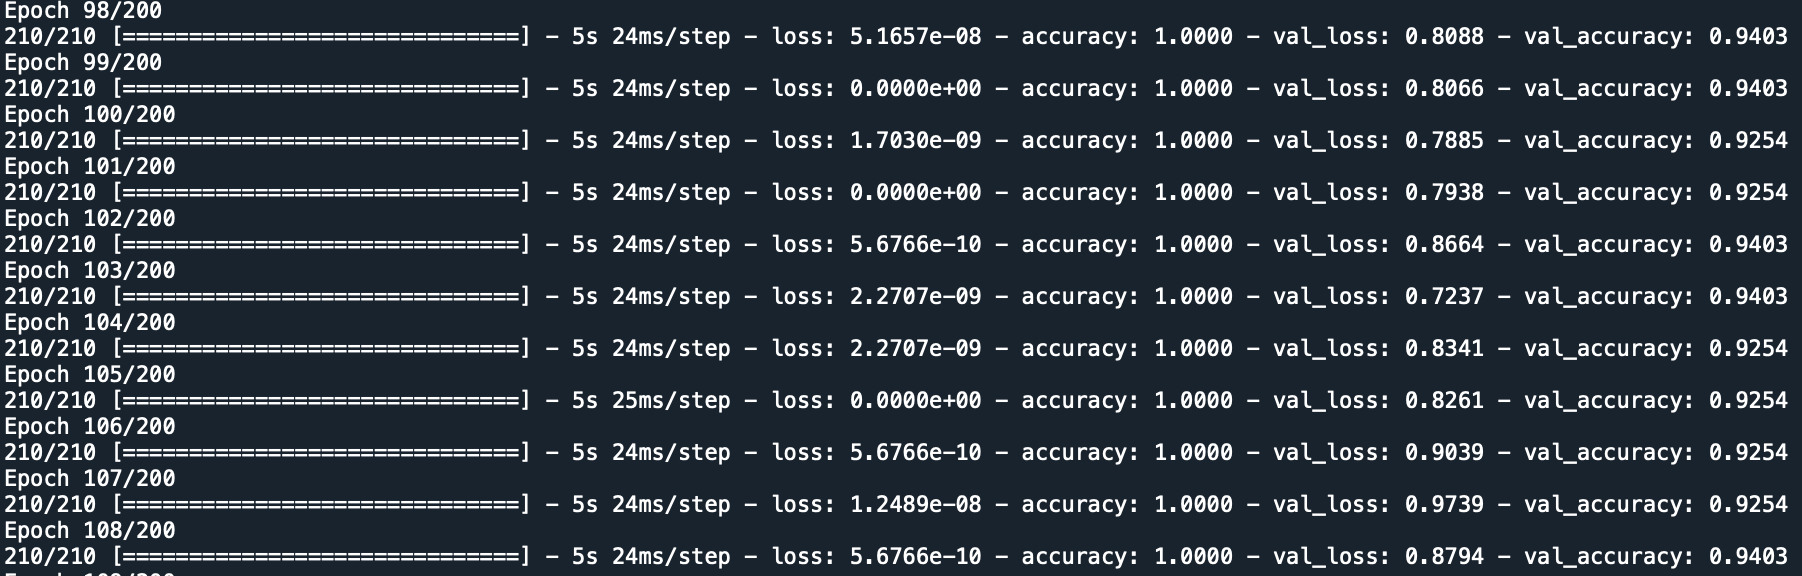 Epoch 98/200
210/210 [==============================] - 5s 24ms/step - loss: 5.1657e-08 - accuracy: 1.0000 - val_loss: 0.8088 - val_accuracy: 0.9403
Epoch 99/200
210/210 [==============================] - 5s 24ms/step - loss: 0.0000e+00 - accuracy: 1.0000 - val_loss: 0.8066 - val_accuracy: 0.9403
Epoch 100/200
210/210 [==============================] - 5s 24ms/step - loss: 1.7030e-09 - accuracy: 1.0000 - val_loss: 0.7885 - val_accuracy: 0.9254
Epoch 101/200
210/210 [==============================] - 5s 24ms/step - loss: 0.0000e+00 - accuracy: 1.0000 - val_loss: 0.7938 - val_accuracy: 0.9254
Epoch 102/200
210/210 [==============================] - 5s 24ms/step - loss: 5.6766e-10 - accuracy: 1.0000 - val_loss: 0.8664 - val_accuracy: 0.9403
Epoch 103/200
210/210 [==============================] - 5s 24ms/step - loss: 2.2707e-09 - accuracy: 1.0000 - val_loss: 0.7237 - val_accuracy: 0.9403
Epoch 104/200
210/210 [==============================] - 5s 24ms/step - loss: 2.2707e-09 - accuracy: 1.0000 - val_loss: 0.8341 - val_accuracy: 0.9254
Epoch 105/200
210/210 [==============================] - 5s 25ms/step - loss: 0.0000e+00 - accuracy: 1.0000 - val_loss: 0.8261 - val_accuracy: 0.9254
Epoch 106/200
210/210 [==============================] - 5s 24ms/step - loss: 5.6766e-10 - accuracy: 1.0000 - val_loss: 0.9039 - val_accuracy: 0.9254
Epoch 107/200
210/210 [==============================] - 5s 24ms/step - loss: 1.2489e-08 - accuracy: 1.0000 - val_loss: 0.9739 - val_accuracy: 0.9254
Epoch 108/200
210/210 [==============================] - 5s 24ms/step - loss: 5.6766e-10 - accuracy: 1.0000 - val_loss: 0.8794 - val_accuracy: 0.9403